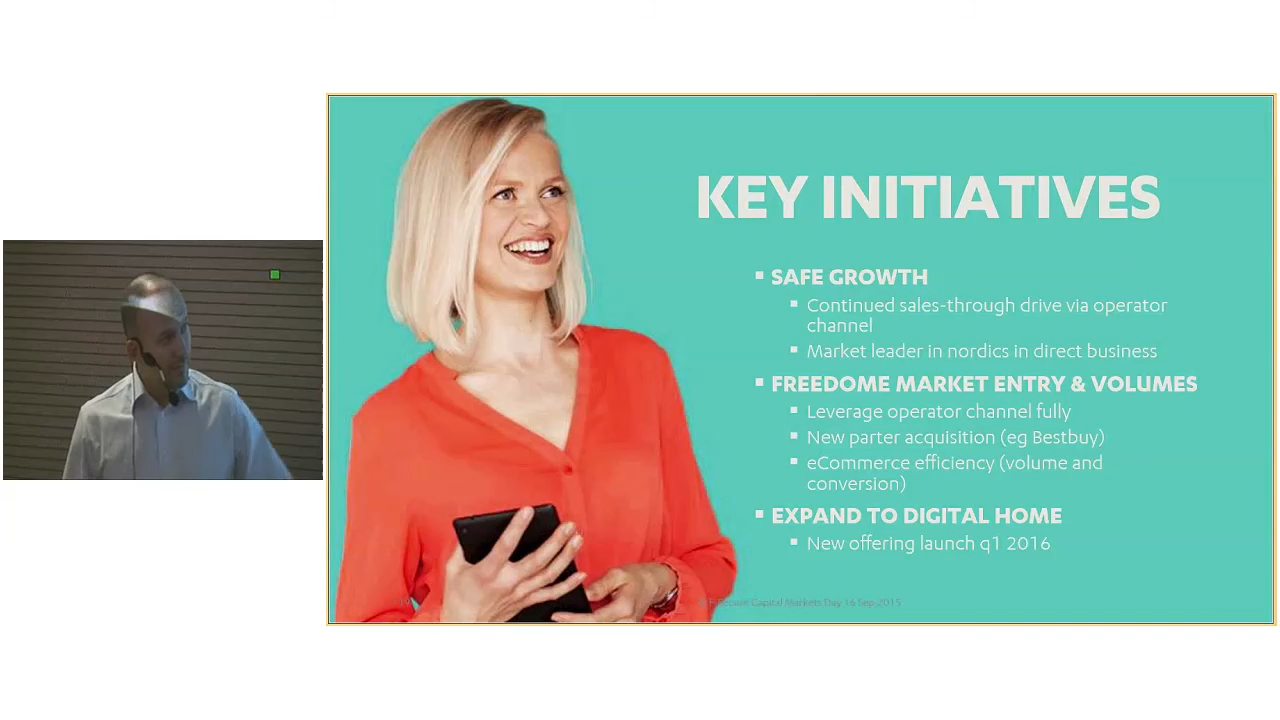 KEY INITIATIVES
▪ SAFE GROWTH
▪ Continued sales-through drive via operator
channel
▪ Market leader in nordics in direct business
▪ FREEDOME MARKET ENTRY & VOLUMES
▪ Leverage operator channel fully
▪ New parter acquisition (eg Bestbuy)
▪ eCommerce efficiency (volume and
conversion)
▪ EXPAND TO DIGITAL HOME
▪ New offering launch q1 2016
Capital Markets Day 16 Sep 2015